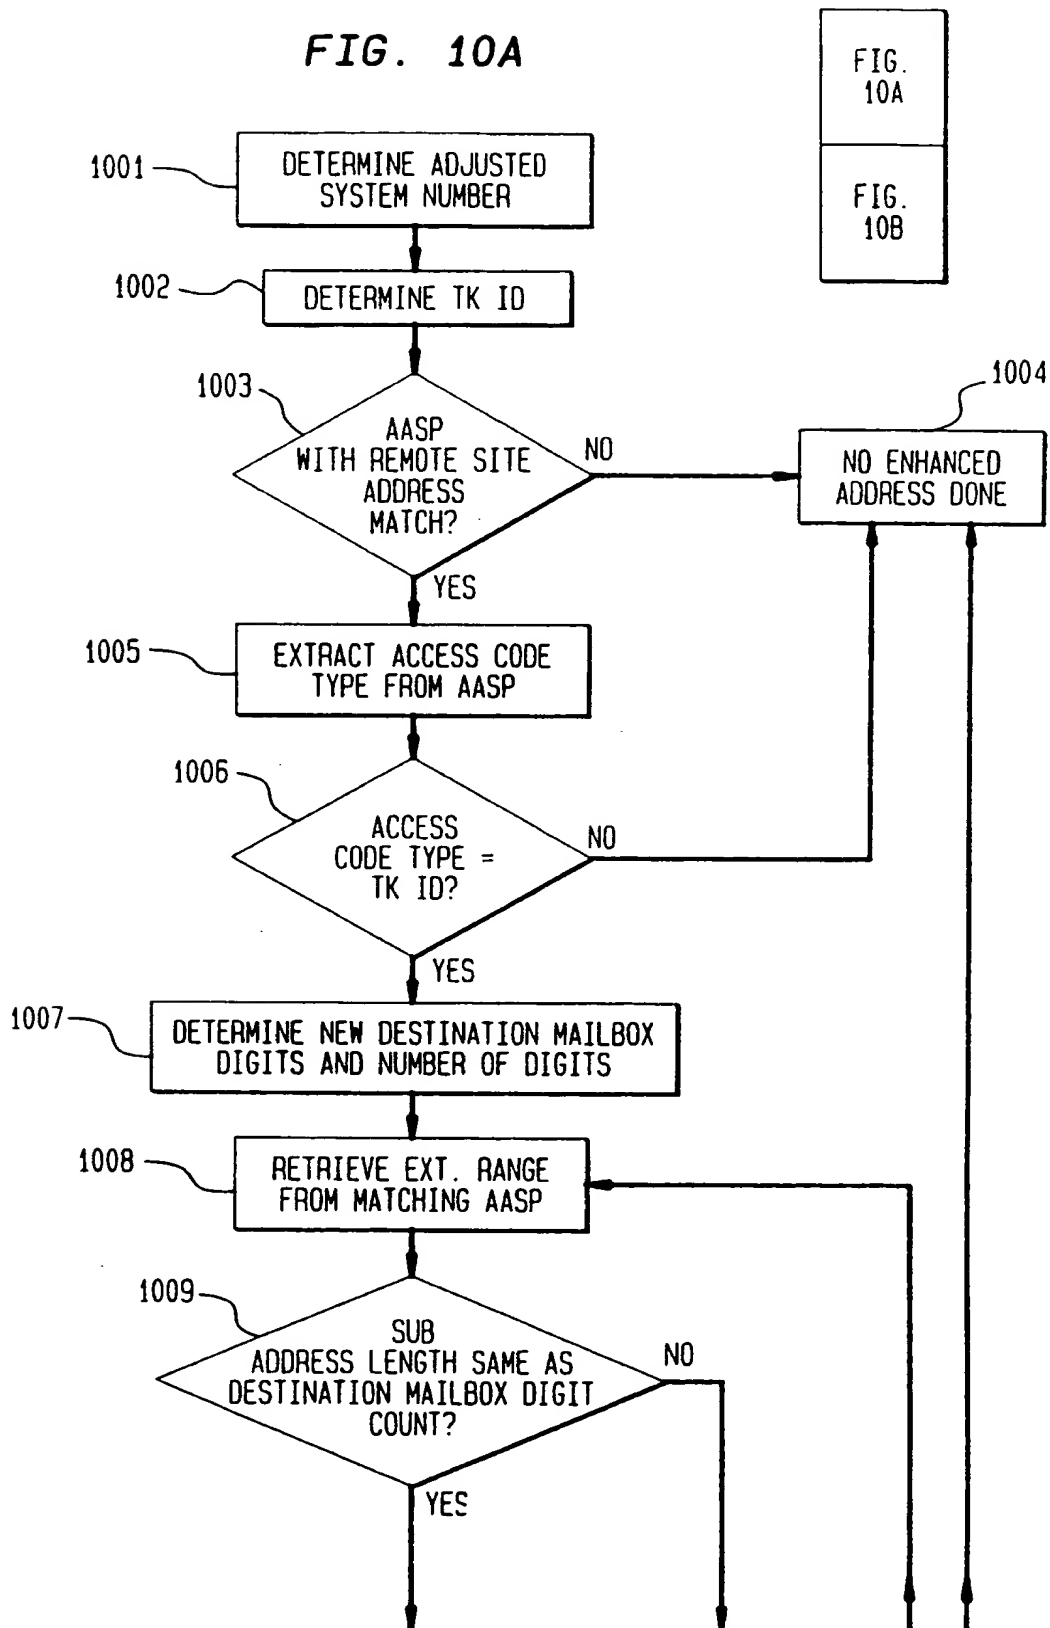 FIG. 10A
FIG.
10A
FIG.
10B
1001
DETERMINE ADJUSTED
SYSTEM NUMBER
1002
DETERMINE TK ID
1003
AASP
WITH REMOTE SITE
ADDRESS
MATCH?
NO
YES
1004
NO ENHANCED
ADDRESS DONE
1005
EXTRACT ACCESS CODE
TYPE FROM AASP
1006
ACCESS
CODE TYPE =
TK ID?
NO
YES
1007
DETERMINE NEW DESTINATION MAILBOX
DIGITS AND NUMBER OF DIGITS
1008
RETRIEVE EXT. RANGE
FROM MATCHING AASP
1009
SUB
ADDRESS LENGTH SAME AS
DESTINATION MAILBOX DIGIT
COUNT?
NO
YES